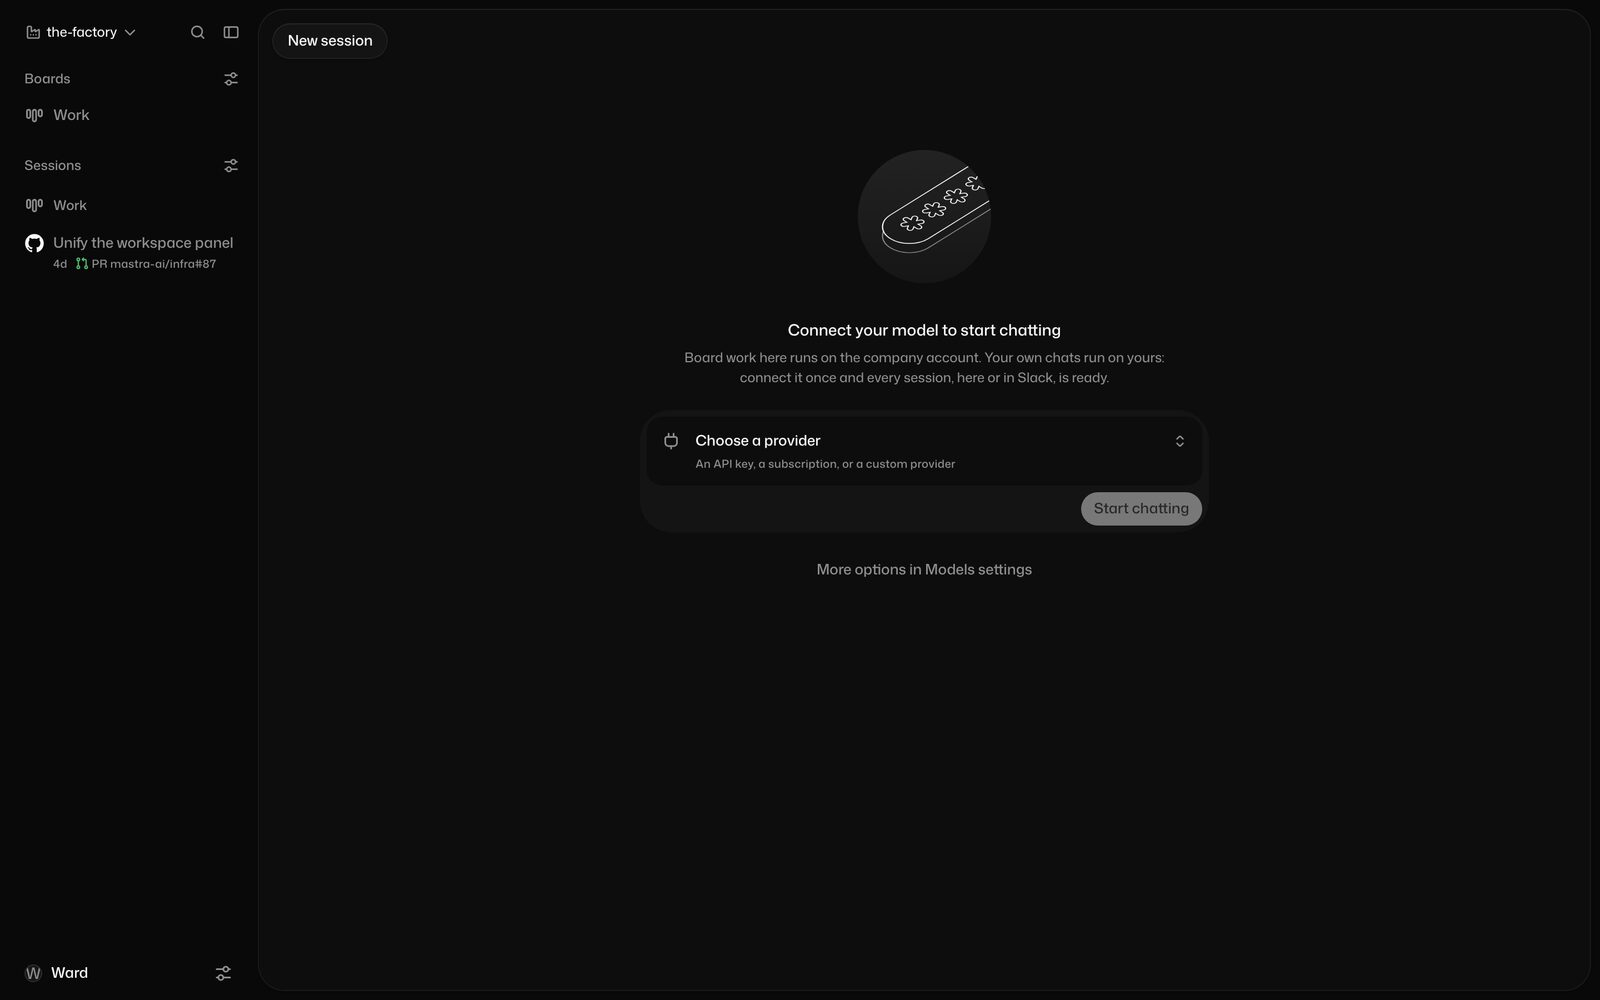 the-factory
Boards
Work
Sessions
Work
Unify the workspace panel
4d PR mastra-ai/infra#87
W Ward
New session
Connect your model to start chatting
Board work here runs on the company account. Your own chats run on yours:
connect it once and every session, here or in Slack, is ready.
Choose a provider
An API key, a subscription, or a custom provider
Start chatting
More options in Models settings